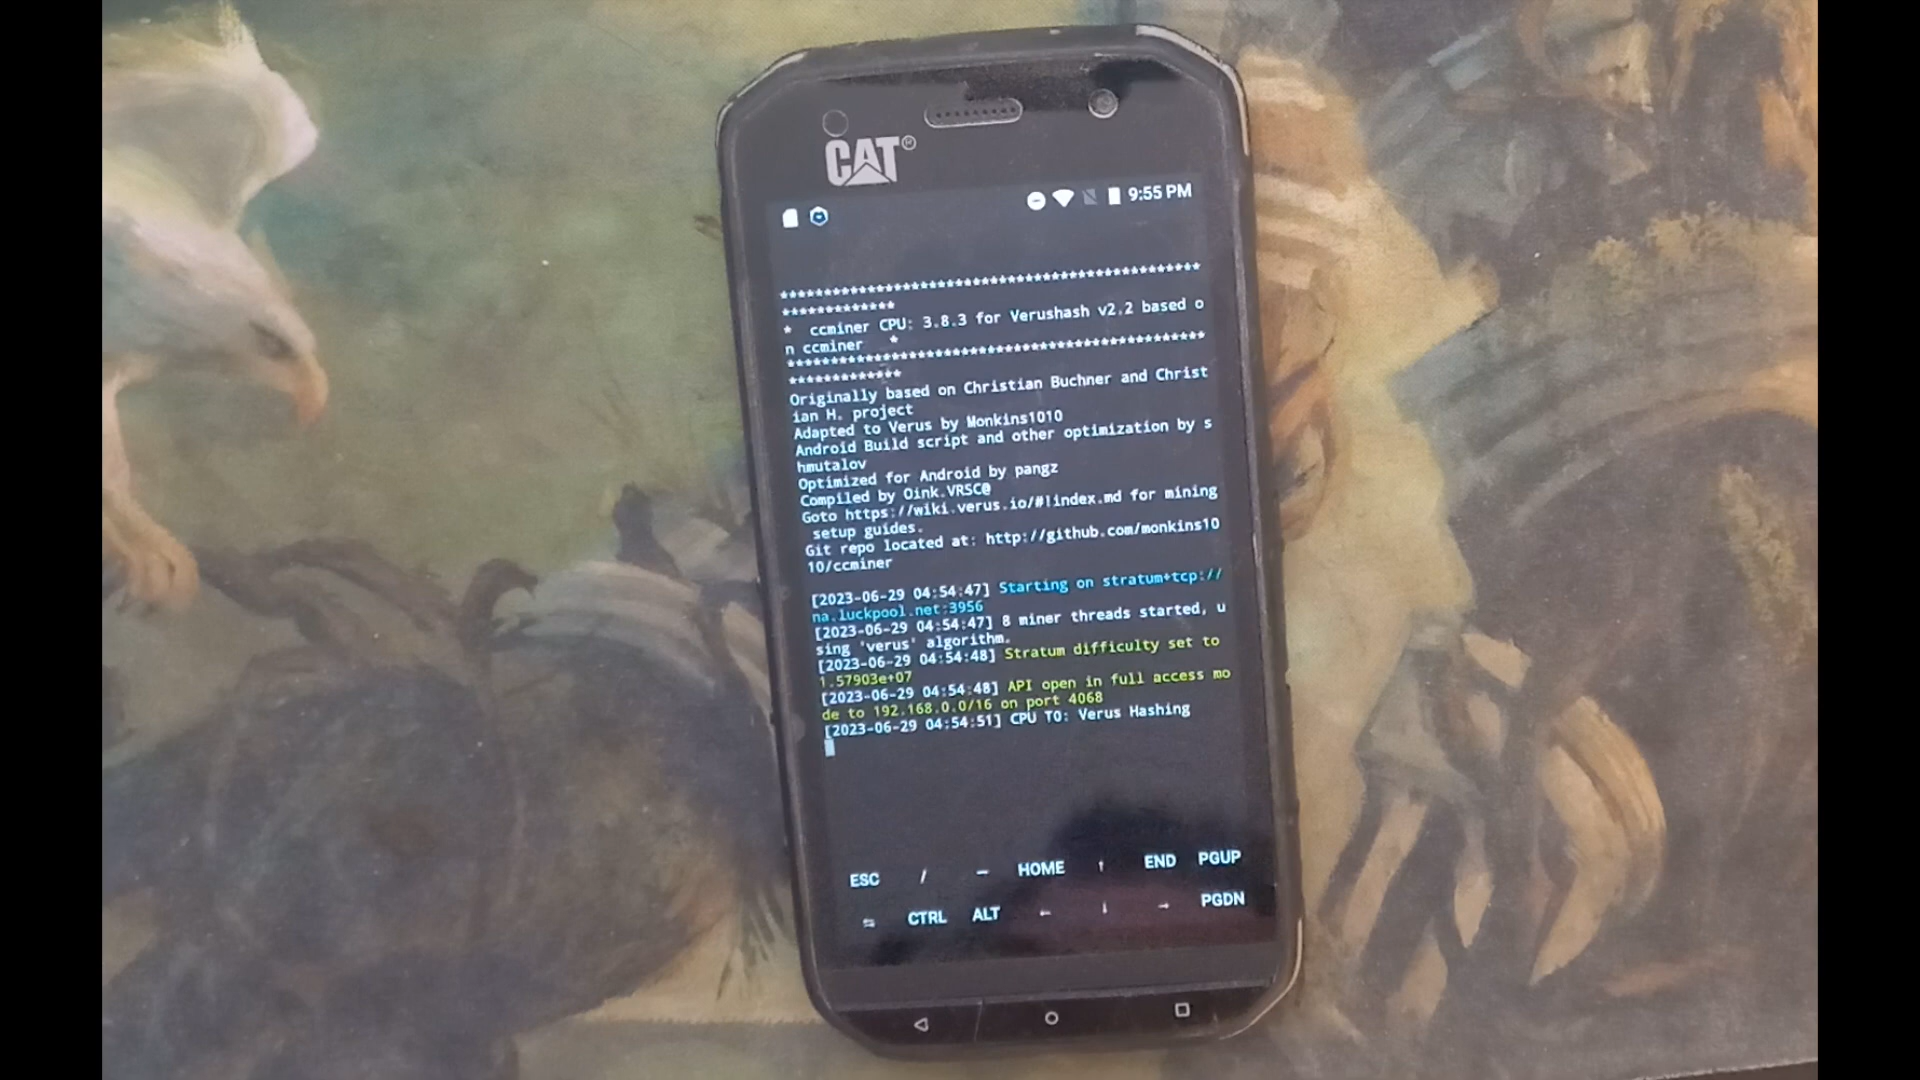 CAT®
9:55 PM
*************************************************
*************
*  ccminer CPU: 3.8.3 for Verushash v2.2 based o
n ccminer   *
*************************************************
*************
Originally based on Christian Buchner and Christ
ian H. project
Adapted to Verus by Monkins1010
Android Build script and other optimization by s
hmutalov
Optimized for Android by pangz
Compiled by Oink.VRSC@
Goto https://wiki.verus.io/#!index.md for mining
 setup guides.
Git repo located at: http://github.com/monkins10
10/ccminer
[2023-06-29 04:54:47] Starting on stratum+tcp://
na.luckpool.net:3956
[2023-06-29 04:54:47] 8 miner threads started, u
sing 'verus' algorithm.
[2023-06-29 04:54:48] Stratum difficulty set to
1.57903e+07
[2023-06-29 04:54:48] API open in full access mo
de to 192.168.0.0/16 on port 4068
[2023-06-29 04:54:51] CPU T0: Verus Hashing
ESC / — HOME ↑ END PGUP
⇆ CTRL ALT ← ↓ → PGDN